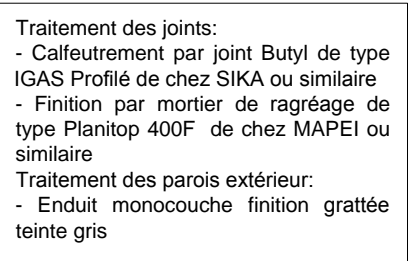 Traitement des joints:
- Calfeutrement par joint Butyl de type
IGAS Profilé de chez SIKA ou similaire
- Finition par mortier de ragréage de
type Planitop 400F de chez MAPEI ou
similaire
Traitement des parois extérieur:
- Enduit monocouche finition grattée
teinte gris